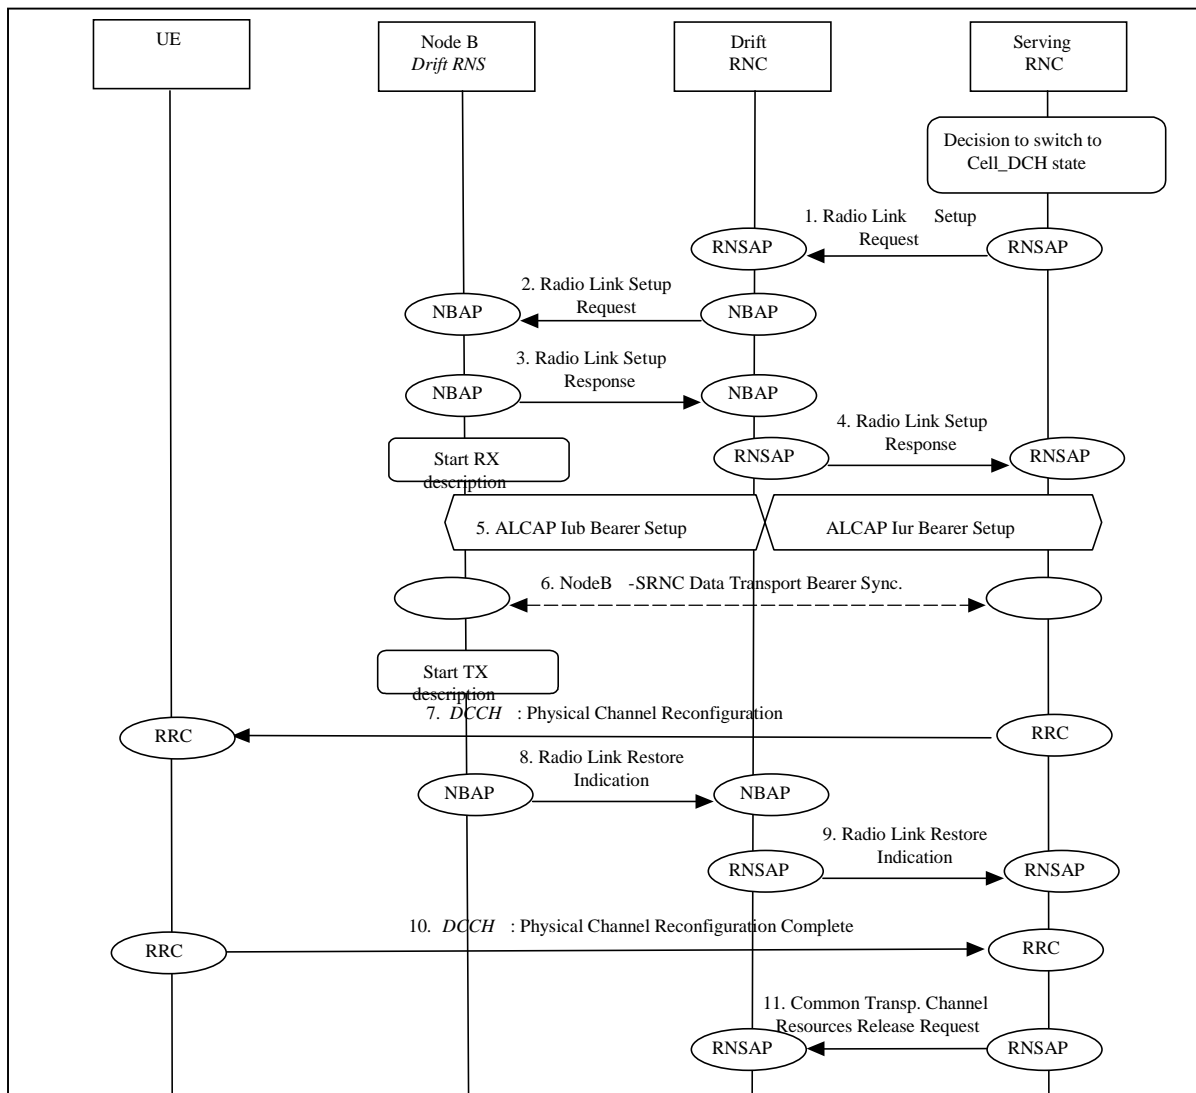 UE
Node B
Drift RNS
Drift
RNC
Serving
RNC
Decision to switch to
Cell_DCH state
1. Radio Link Setup
Request
RNSAP
RNSAP
2. Radio Link Setup
Request
NBAP
NBAP
3. Radio Link Setup
Response
NBAP
NBAP
4. Radio Link Setup
Response
RNSAP
RNSAP
Start RX
description
5. ALCAP Iub Bearer Setup
ALCAP Iur Bearer Setup
6. NodeB -SRNC Data Transport Bearer Sync.
Start TX
description
7. DCCH : Physical Channel Reconfiguration
RRC
RRC
8. Radio Link Restore
Indication
NBAP
NBAP
9. Radio Link Restore
Indication
RNSAP
RNSAP
10. DCCH : Physical Channel Reconfiguration Complete
RRC
RRC
11. Common Transp. Channel
Resources Release Request
RNSAP
RNSAP